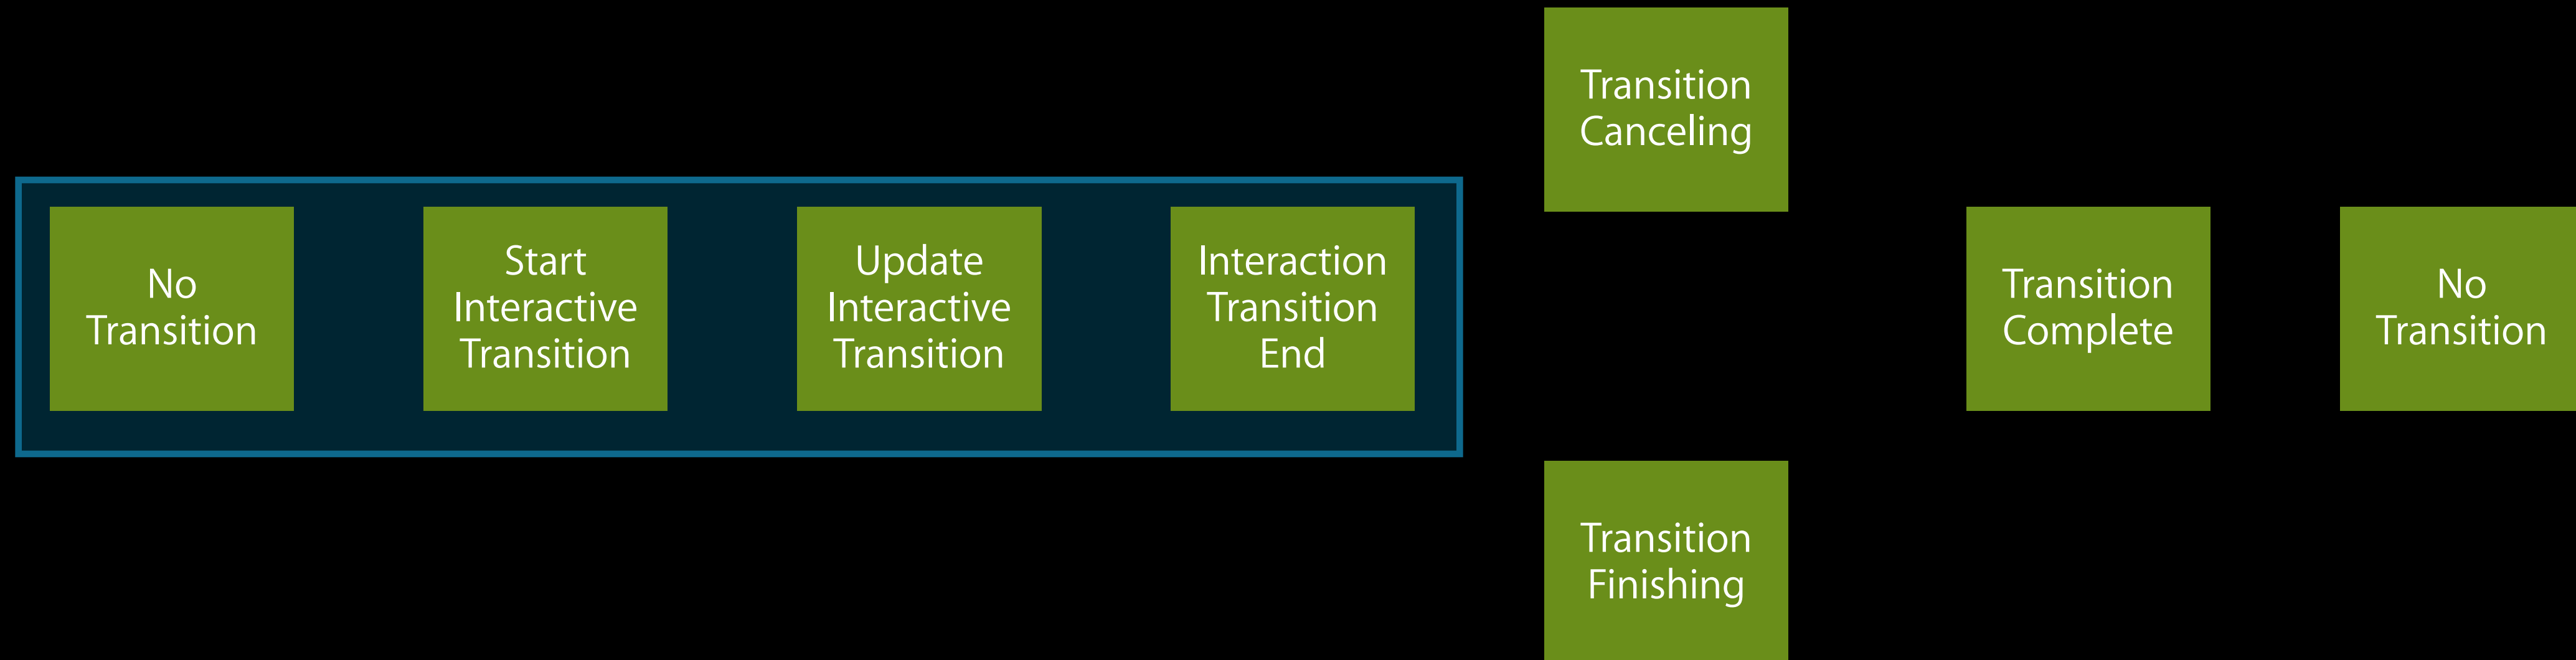 No
Transition
Start
Interactive
Transition
Update
Interactive
Transition
Interaction
Transition
End
Transition
Canceling
Transition
Finishing
Transition
Complete
No
Transition